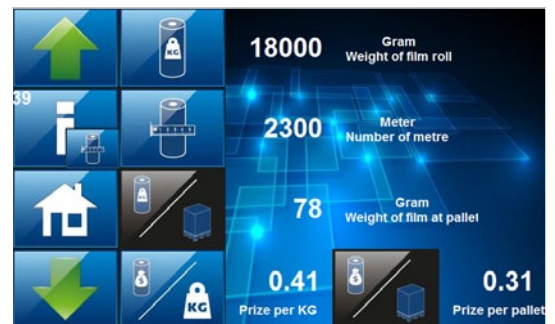 KG
18000
Gram
Weight of film roll
39
i
2300
Meter
Number of metre
78
Gram
Weight of film at pallet
KG
0.41
Prize per KG
0.31
Prize per pallet